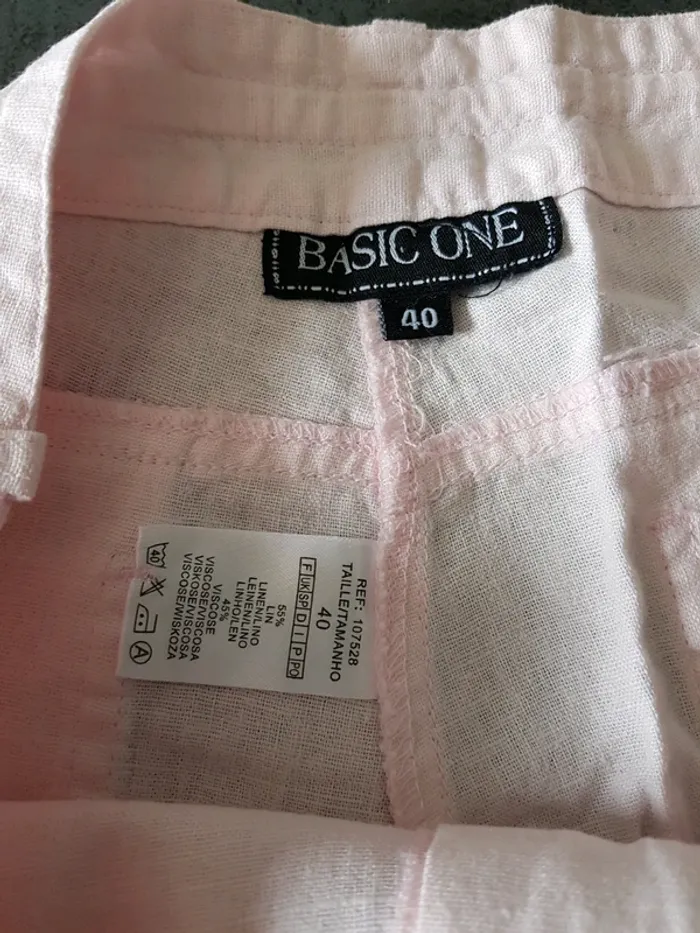 BASIC ONE
40
REF: 107528
TAILLE/TAMANHO
40
F UK SP D I P PO
55%
LIN
LINEN/LINO
LEINEN/LINO
LINHO/LEN
45%
VISCOSE
VISCOSE/VISCOSA
VISKOSE/VISCOSA
VISCOSE/WISKOZA
40
A